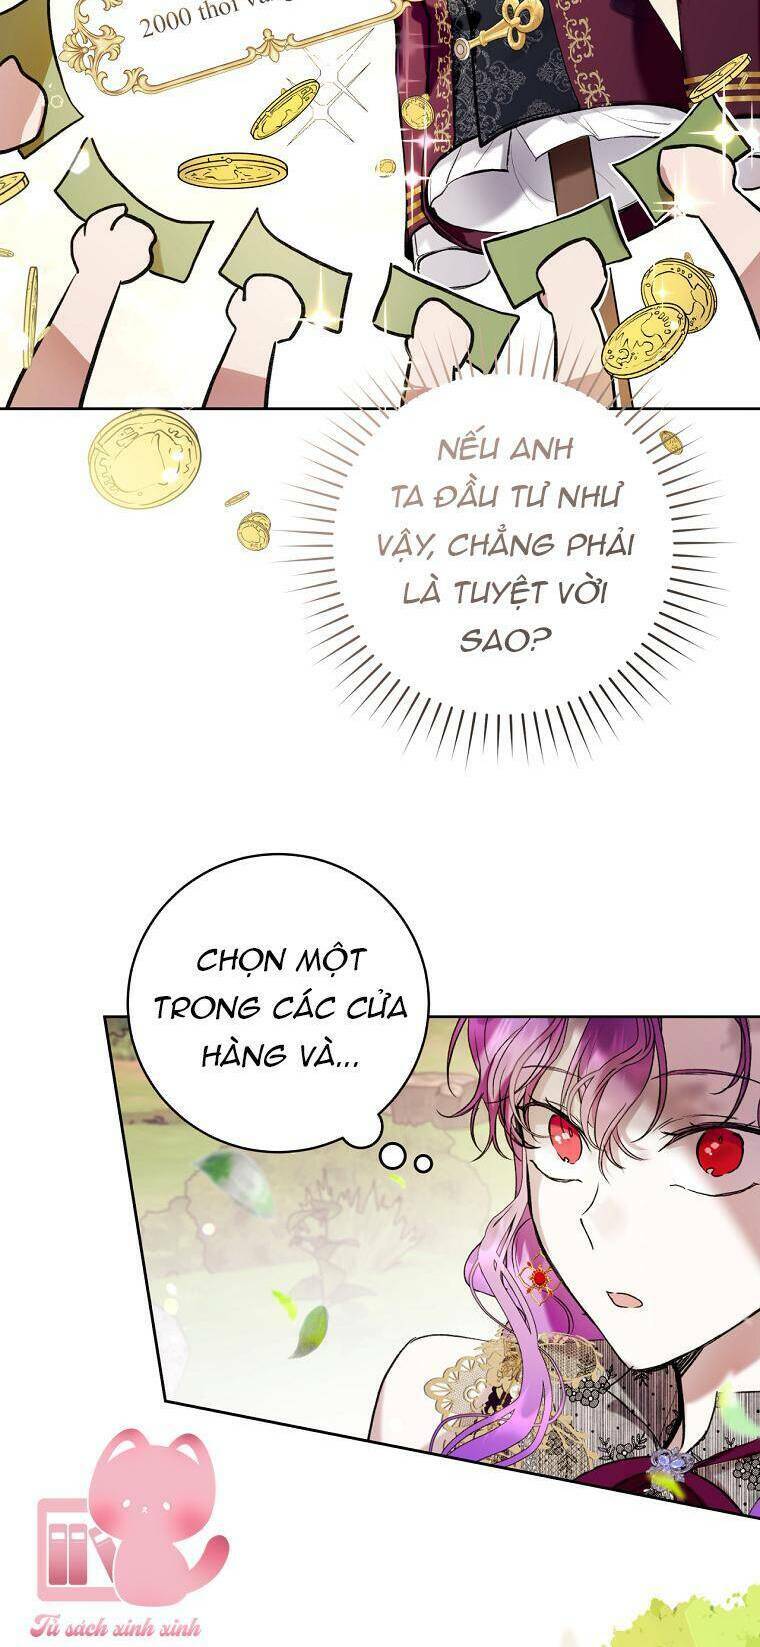 2000 thỏi
NẾU ANH
TA ĐẦU TƯ NHƯ
VẬY, CHẲNG PHẢI
LÀ TUYỆT VỜI
SAO?
CHỌN MỘT
TRONG CÁC CỬA
HÀNG VÀ...
Tủ sách xinh xinh